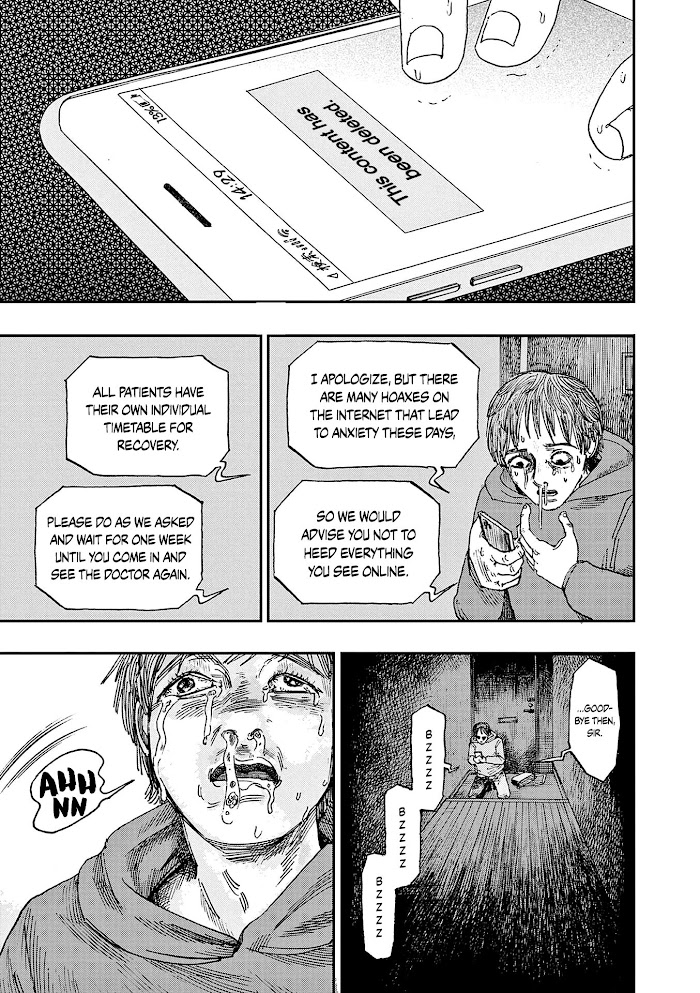 This content has
been deleted.
14:29
13%
I APOLOGIZE, BUT THERE
ARE MANY HOAXES ON
THE INTERNET THAT LEAD
TO ANXIETY THESE DAYS,
SO WE WOULD
ADVISE YOU NOT TO
HEED EVERYTHING
YOU SEE ONLINE.
ALL PATIENTS HAVE
THEIR OWN INDIVIDUAL
TIMETABLE FOR
RECOVERY.
PLEASE DO AS WE ASKED
AND WAIT FOR ONE WEEK
UNTIL YOU COME IN AND
SEE THE DOCTOR AGAIN.
...GOOD-
BYE THEN,
SIR.
BZZZZ
BZZZZ
BZZZZ
AHH
NN